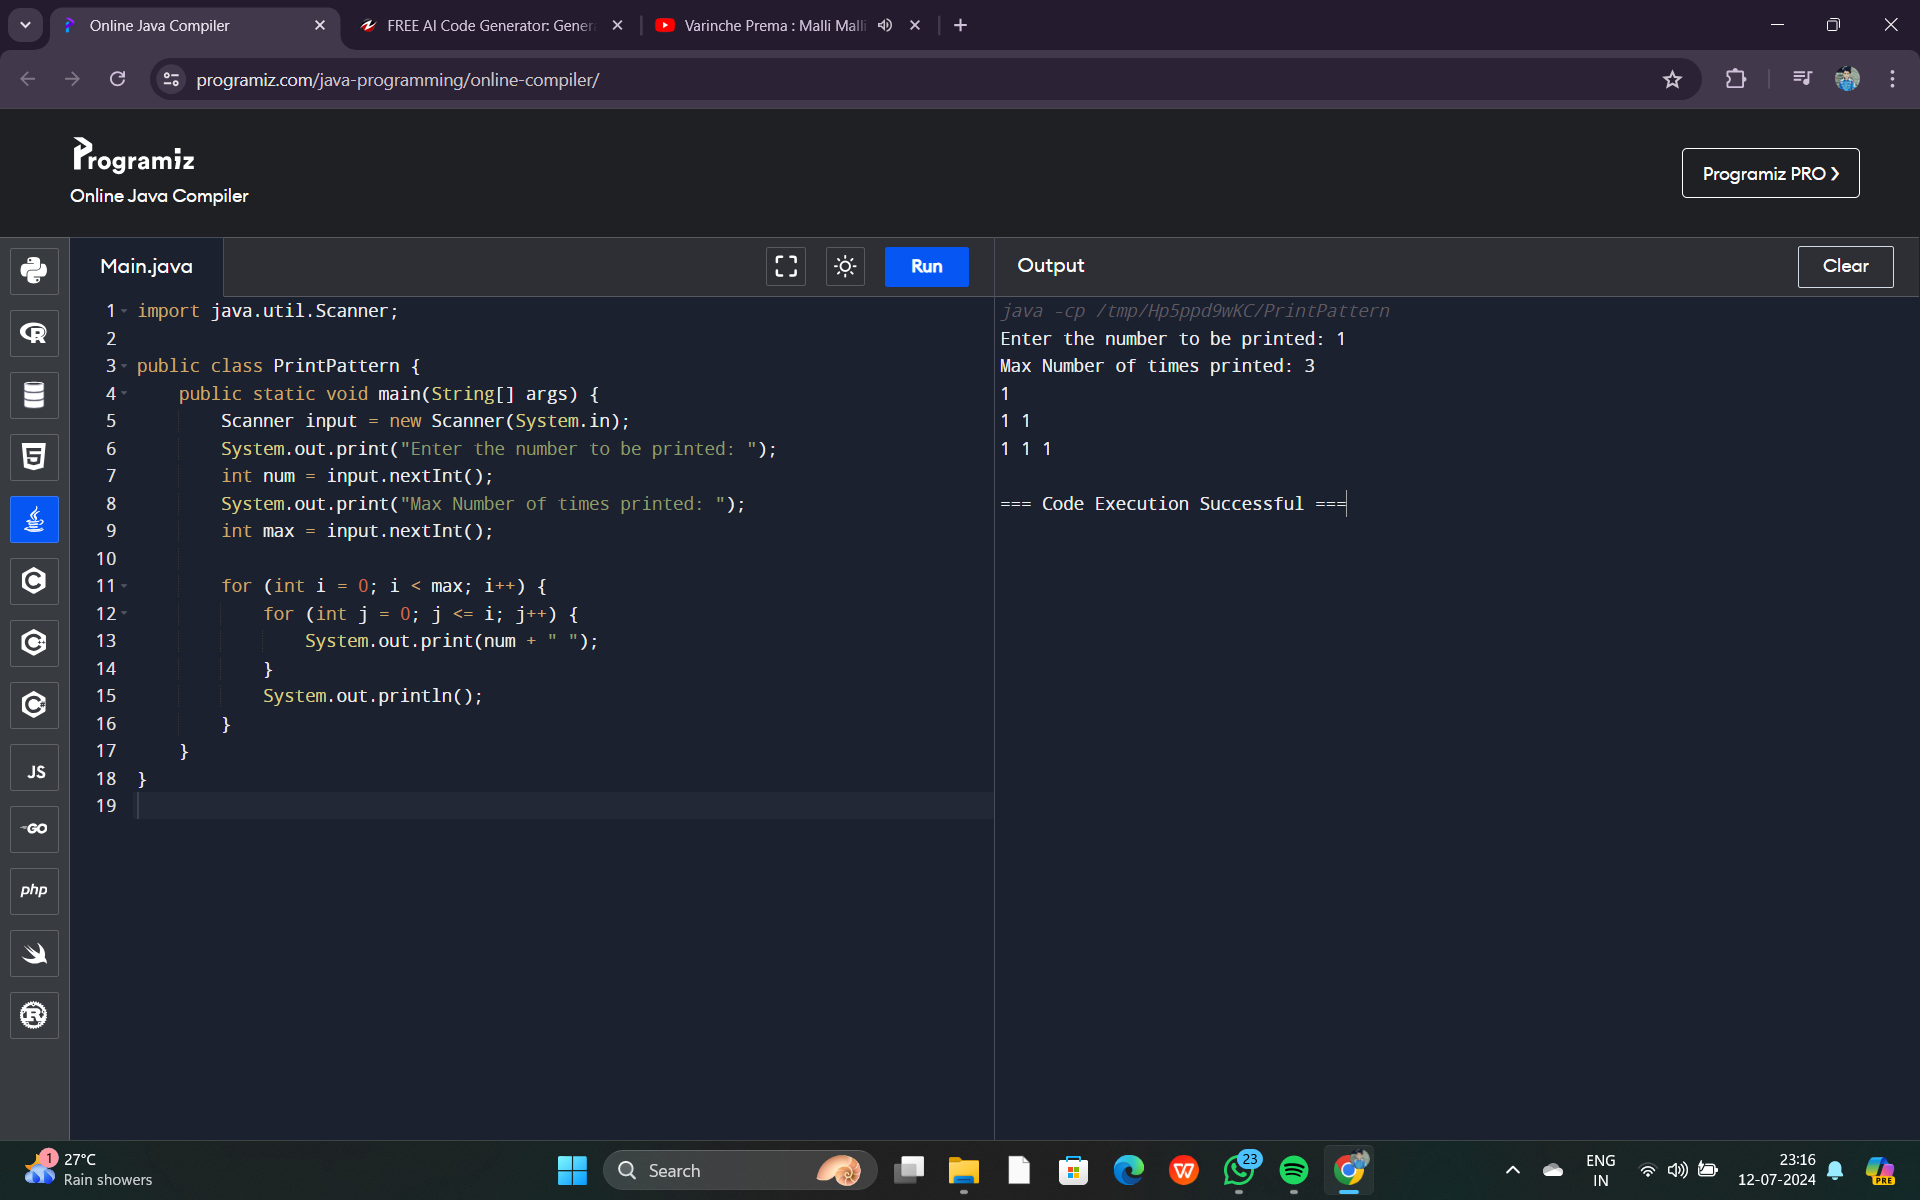 Online Java Compiler
FREE AI Code Generator: Gener
Varinche Prema : Malli Mall
programiz.com/java-programming/online-compiler/
Programiz
Online Java Compiler
Programiz PRO ❯
Main.java
Run
Output
Clear
1 import java.util.Scanner;
2
3 public class PrintPattern {
4     public static void main(String[] args) {
5         Scanner input = new Scanner(System.in);
6         System.out.print("Enter the number to be printed: ");
7         int num = input.nextInt();
8         System.out.print("Max Number of times printed: ");
9         int max = input.nextInt();
10
11         for (int i = 0; i < max; i++) {
12             for (int j = 0; j <= i; j++) {
13                 System.out.print(num + " ");
14             }
15             System.out.println();
16         }
17     }
18 }
19
java -cp /tmp/Hp5ppd9wKC/PrintPattern
Enter the number to be printed: 1
Max Number of times printed: 3
1
1 1
1 1 1
=== Code Execution Successful ===
JS
GO
php
1
27°C
Rain showers
Search
23
ENG
IN
23:16
12-07-2024
PRE